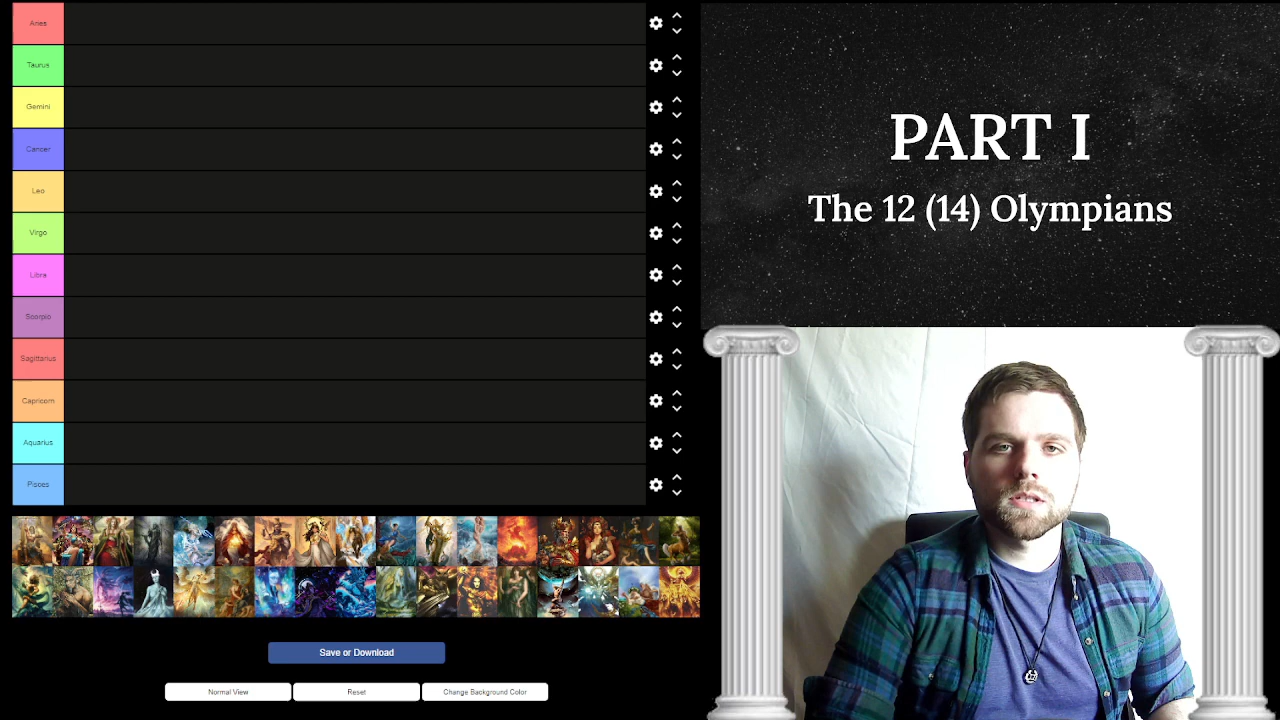 Aries
Taurus
Gemini
Cancer
Leo
Virgo
Libra
Scorpio
Sagittarius
Capricorn
Aquarius
Pisces
Save or Download
Normal View
Reset
Change Background Color
PART I
The 12 (14) Olympians